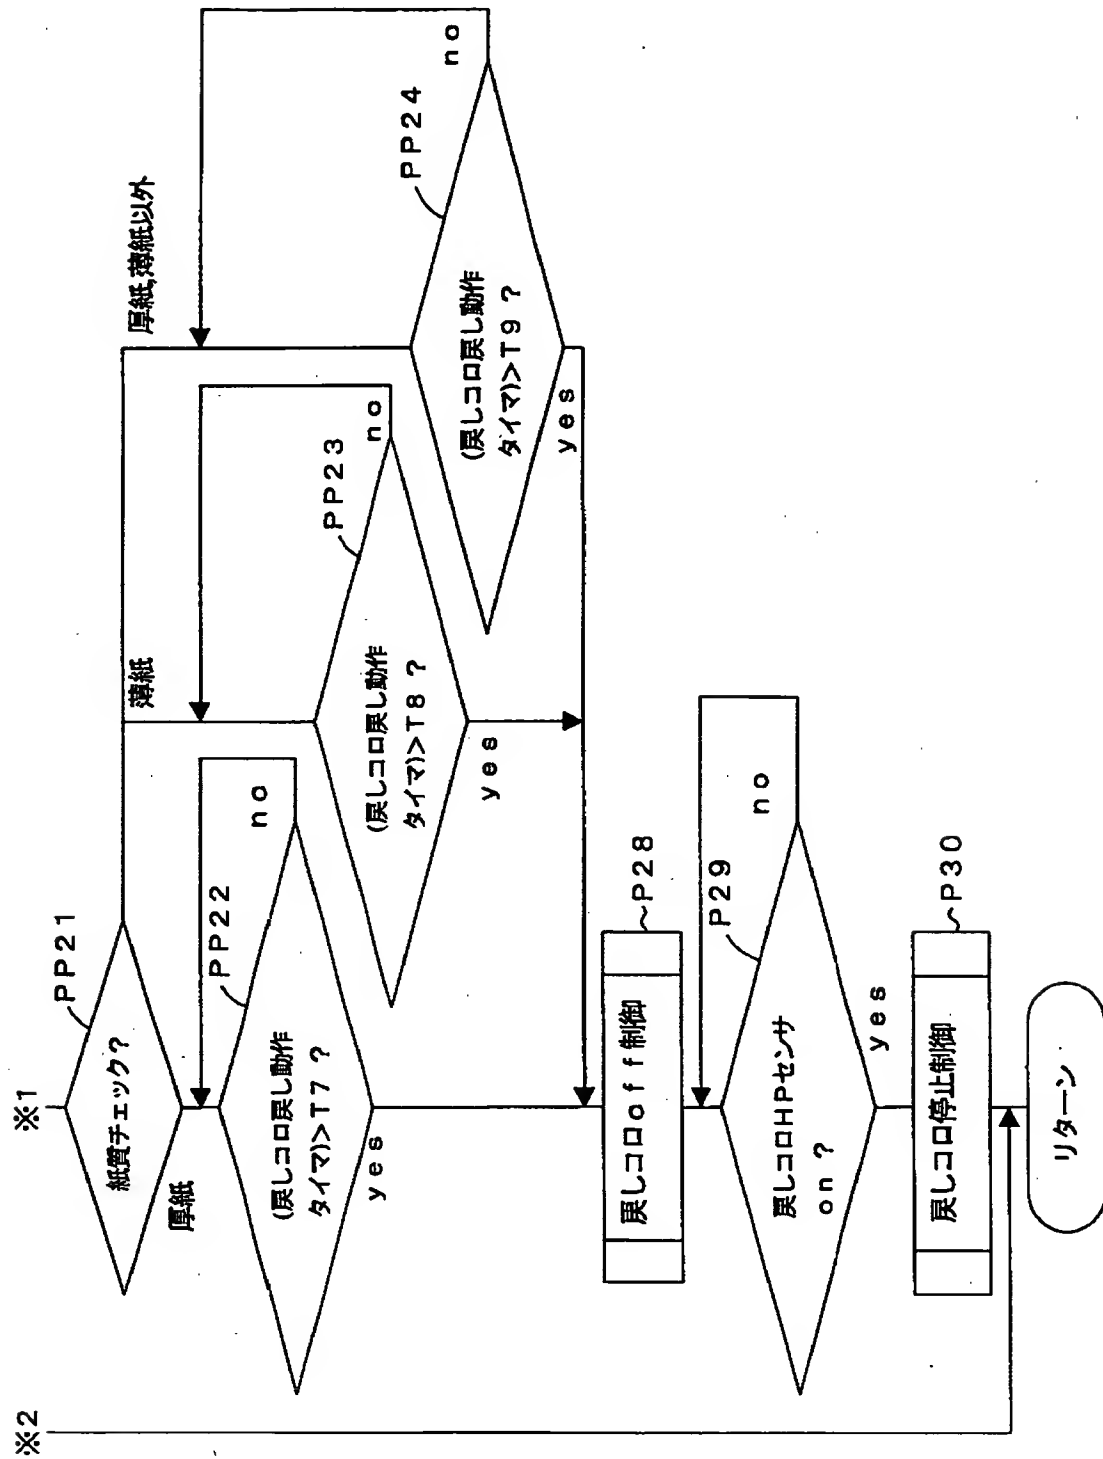 ※1
※2
紙質チェック?
PP21
厚紙
薄紙
厚紙,薄紙以外
(戻しコロ戻し動作
タイマ)>T7 ?
PP22
no
yes
(戻しコロ戻し動作
タイマ)>T8 ?
PP23
no
yes
(戻しコロ戻し動作
タイマ)>T9 ?
PP24
no
yes
戻しコロoff制御
~P28
戻しコロHPセンサ
on ?
P29
no
yes
戻しコロ停止制御
~P30
リターン